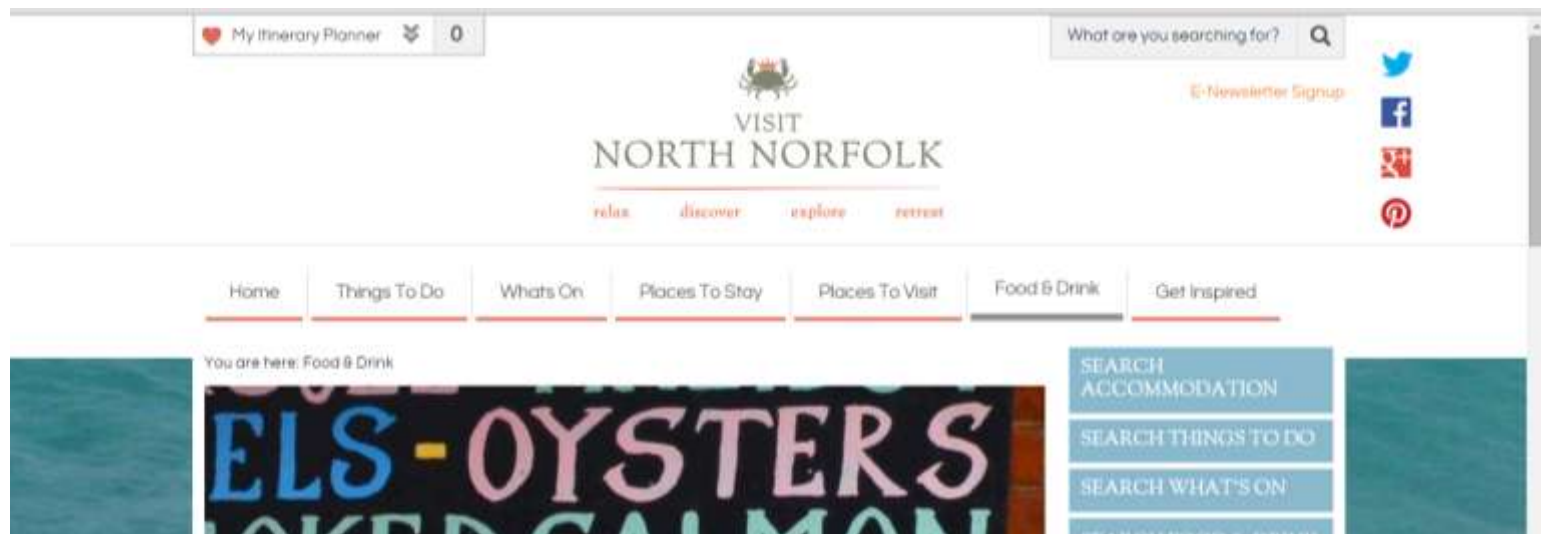 My Itinerary Planner 0
What are you searching for?
E-Newsletter Signup
VISIT
NORTH NORFOLK
relax discover explore retreat
Home Things To Do Whats On Places To Stay Places To Visit Food & Drink Get Inspired
You are here: Food & Drink
ELS - OYSTERS
SALMON
SEARCH
ACCOMMODATION
SEARCH THINGS TO DO
SEARCH WHAT'S ON